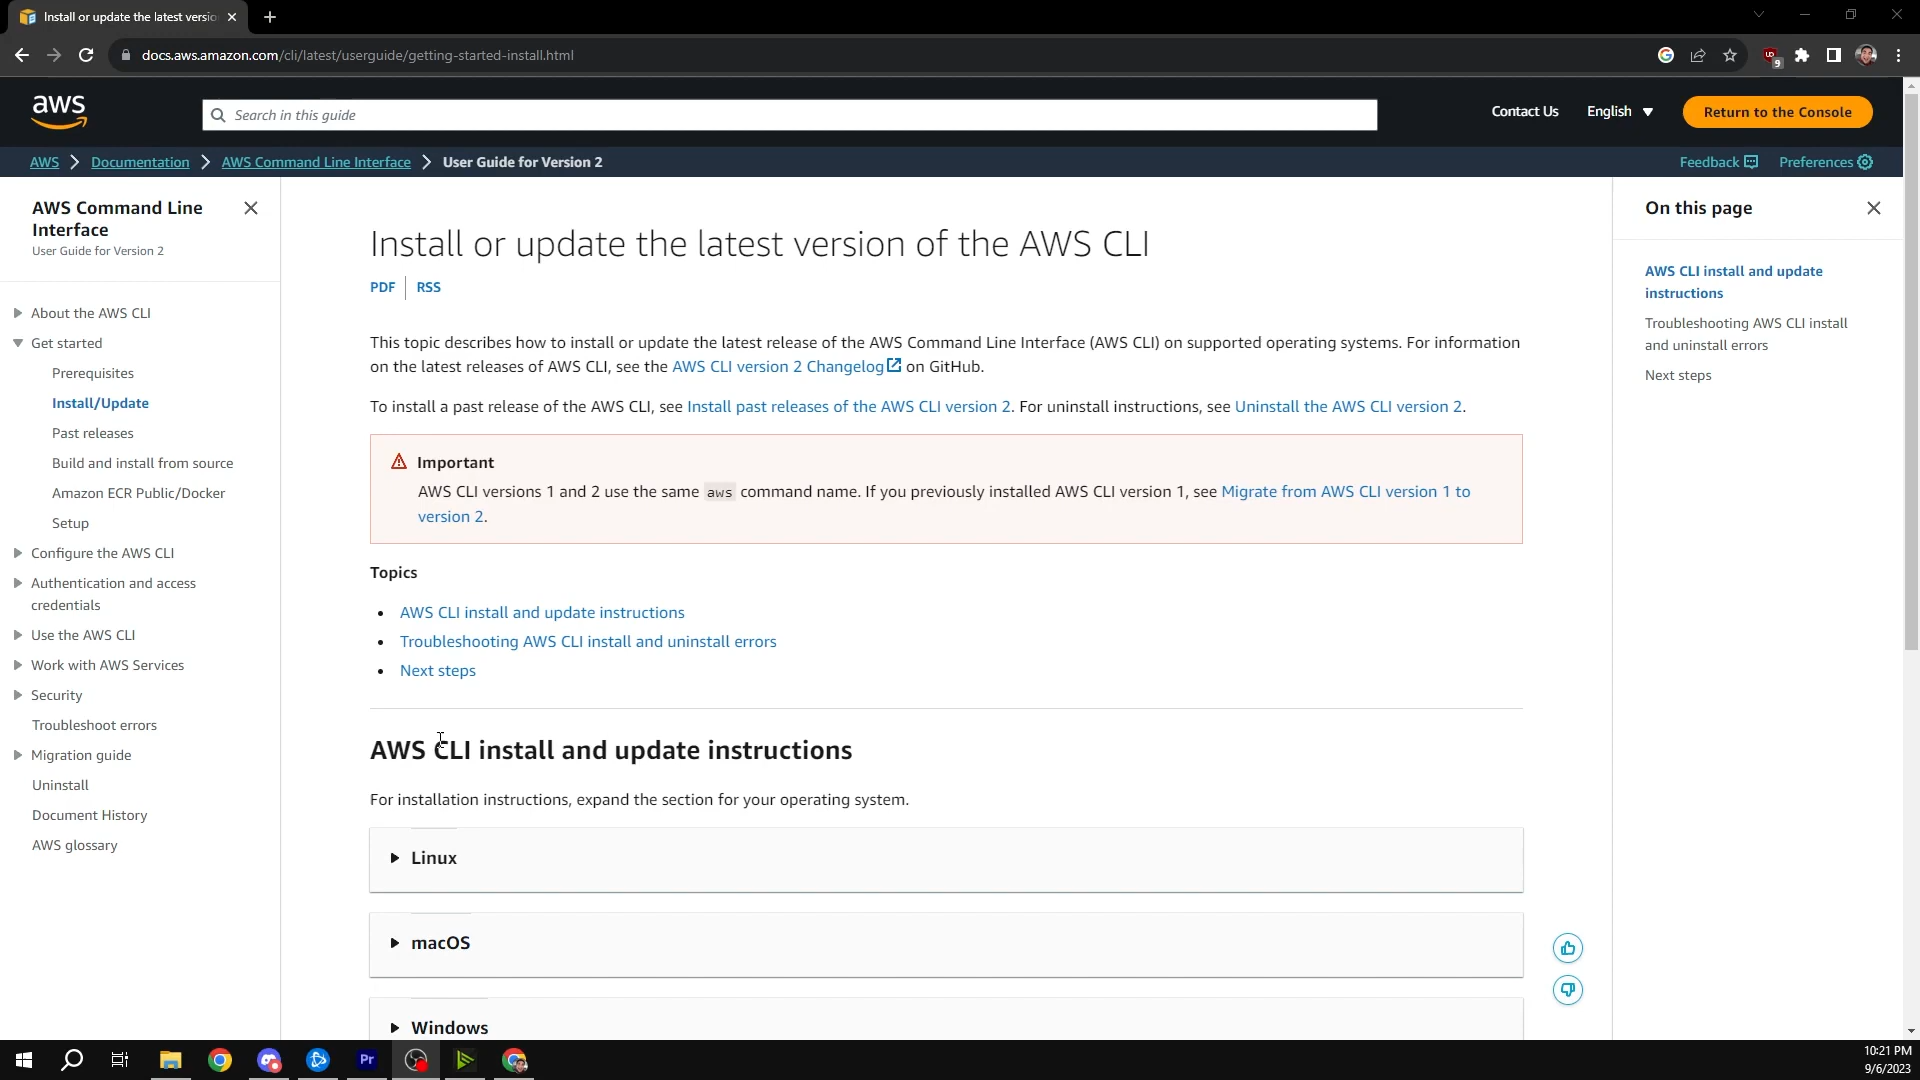 Install or update the latest versio
docs.aws.amazon.com/cli/latest/userguide/getting-started-install.html
9
aws
Search in this guide
Contact Us
English
Return to the Console
AWS
Documentation
AWS Command Line Interface
User Guide for Version 2
Feedback
Preferences
AWS Command Line
Interface
User Guide for Version 2
About the AWS CLI
Get started
Prerequisites
Install/Update
Past releases
Build and install from source
Amazon ECR Public/Docker
Setup
Configure the AWS CLI
Authentication and access
credentials
Use the AWS CLI
Work with AWS Services
Security
Troubleshoot errors
Migration guide
Uninstall
Document History
AWS glossary
Install or update the latest version of the AWS CLI
PDF
RSS
This topic describes how to install or update the latest release of the AWS Command Line Interface (AWS CLI) on supported operating systems. For information
on the latest releases of AWS CLI, see the AWS CLI version 2 Changelog on GitHub.
To install a past release of the AWS CLI, see Install past releases of the AWS CLI version 2. For uninstall instructions, see Uninstall the AWS CLI version 2.
Important
AWS CLI versions 1 and 2 use the same aws command name. If you previously installed AWS CLI version 1, see Migrate from AWS CLI version 1 to
version 2.
Topics
• AWS CLI install and update instructions
• Troubleshooting AWS CLI install and uninstall errors
• Next steps
AWS CLI install and update instructions
For installation instructions, expand the section for your operating system.
Linux
macOS
Windows
On this page
AWS CLI install and update
instructions
Troubleshooting AWS CLI install
and uninstall errors
Next steps
Pr
10:21 PM
9/6/2023